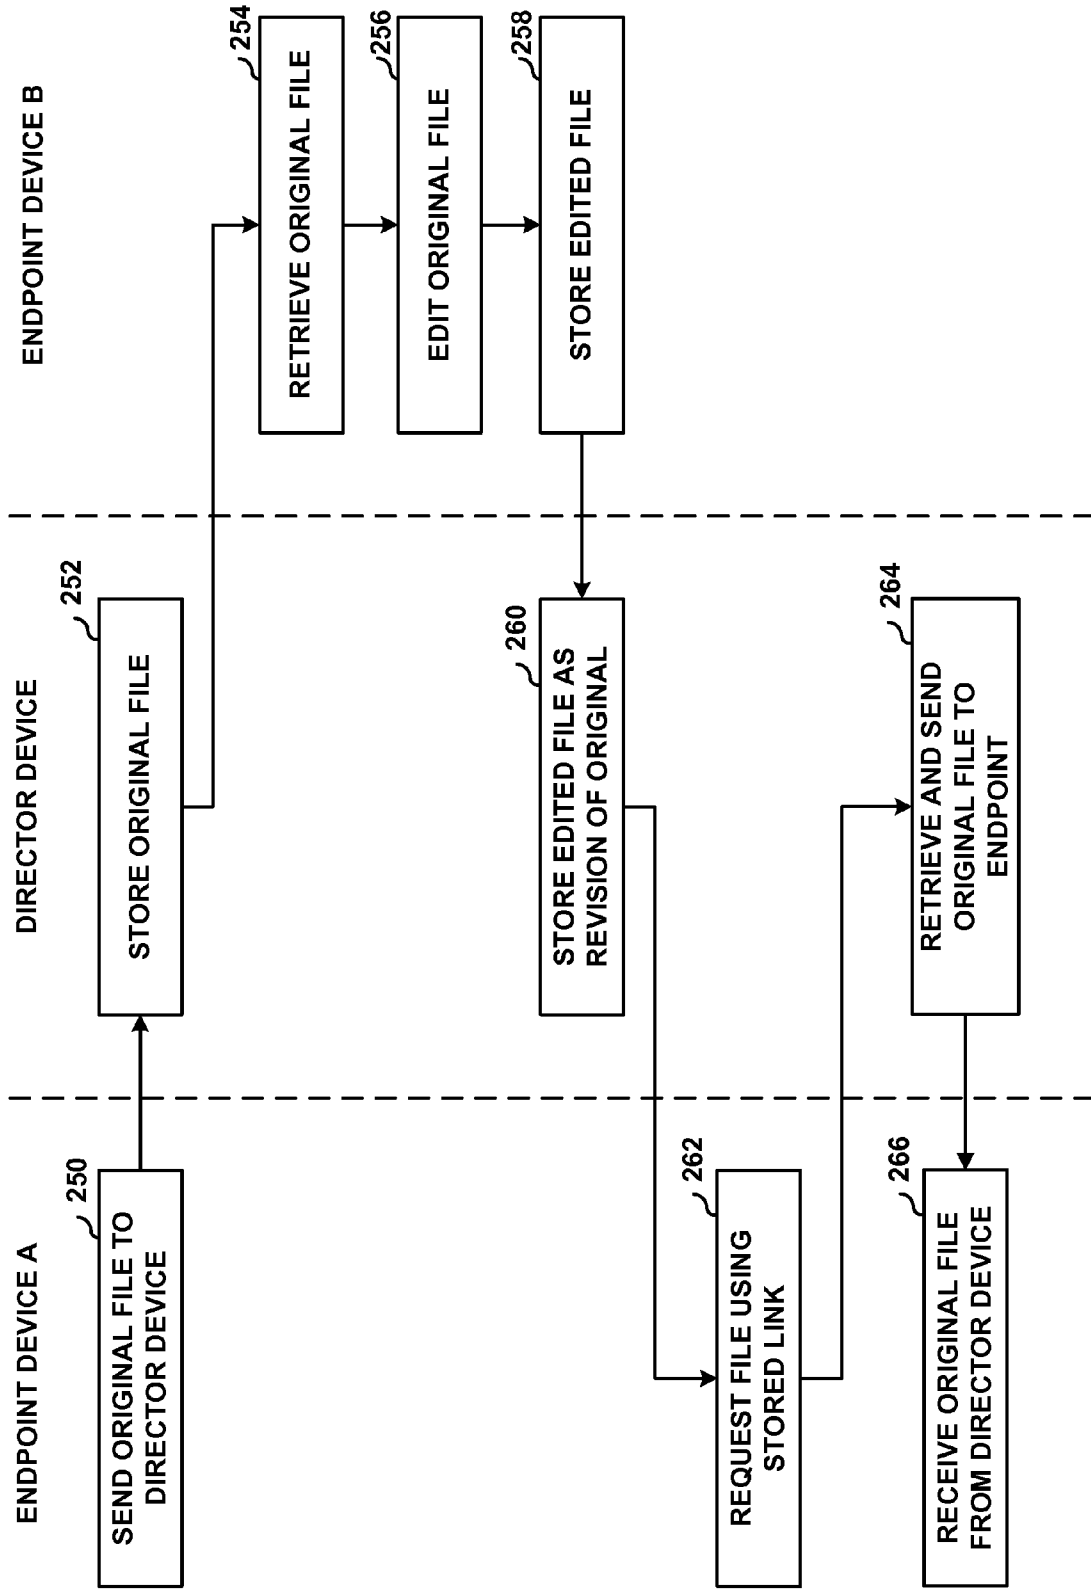 ENDPOINT DEVICE A
DIRECTOR DEVICE
ENDPOINT DEVICE B
250
SEND ORIGINAL FILE TO
DIRECTOR DEVICE
252
STORE ORIGINAL FILE
254
RETRIEVE ORIGINAL FILE
256
EDIT ORIGINAL FILE
258
STORE EDITED FILE
260
STORE EDITED FILE AS
REVISION OF ORIGINAL
262
REQUEST FILE USING
STORED LINK
264
RETRIEVE AND SEND
ORIGINAL FILE TO
ENDPOINT
266
RECEIVE ORIGINAL FILE
FROM DIRECTOR DEVICE